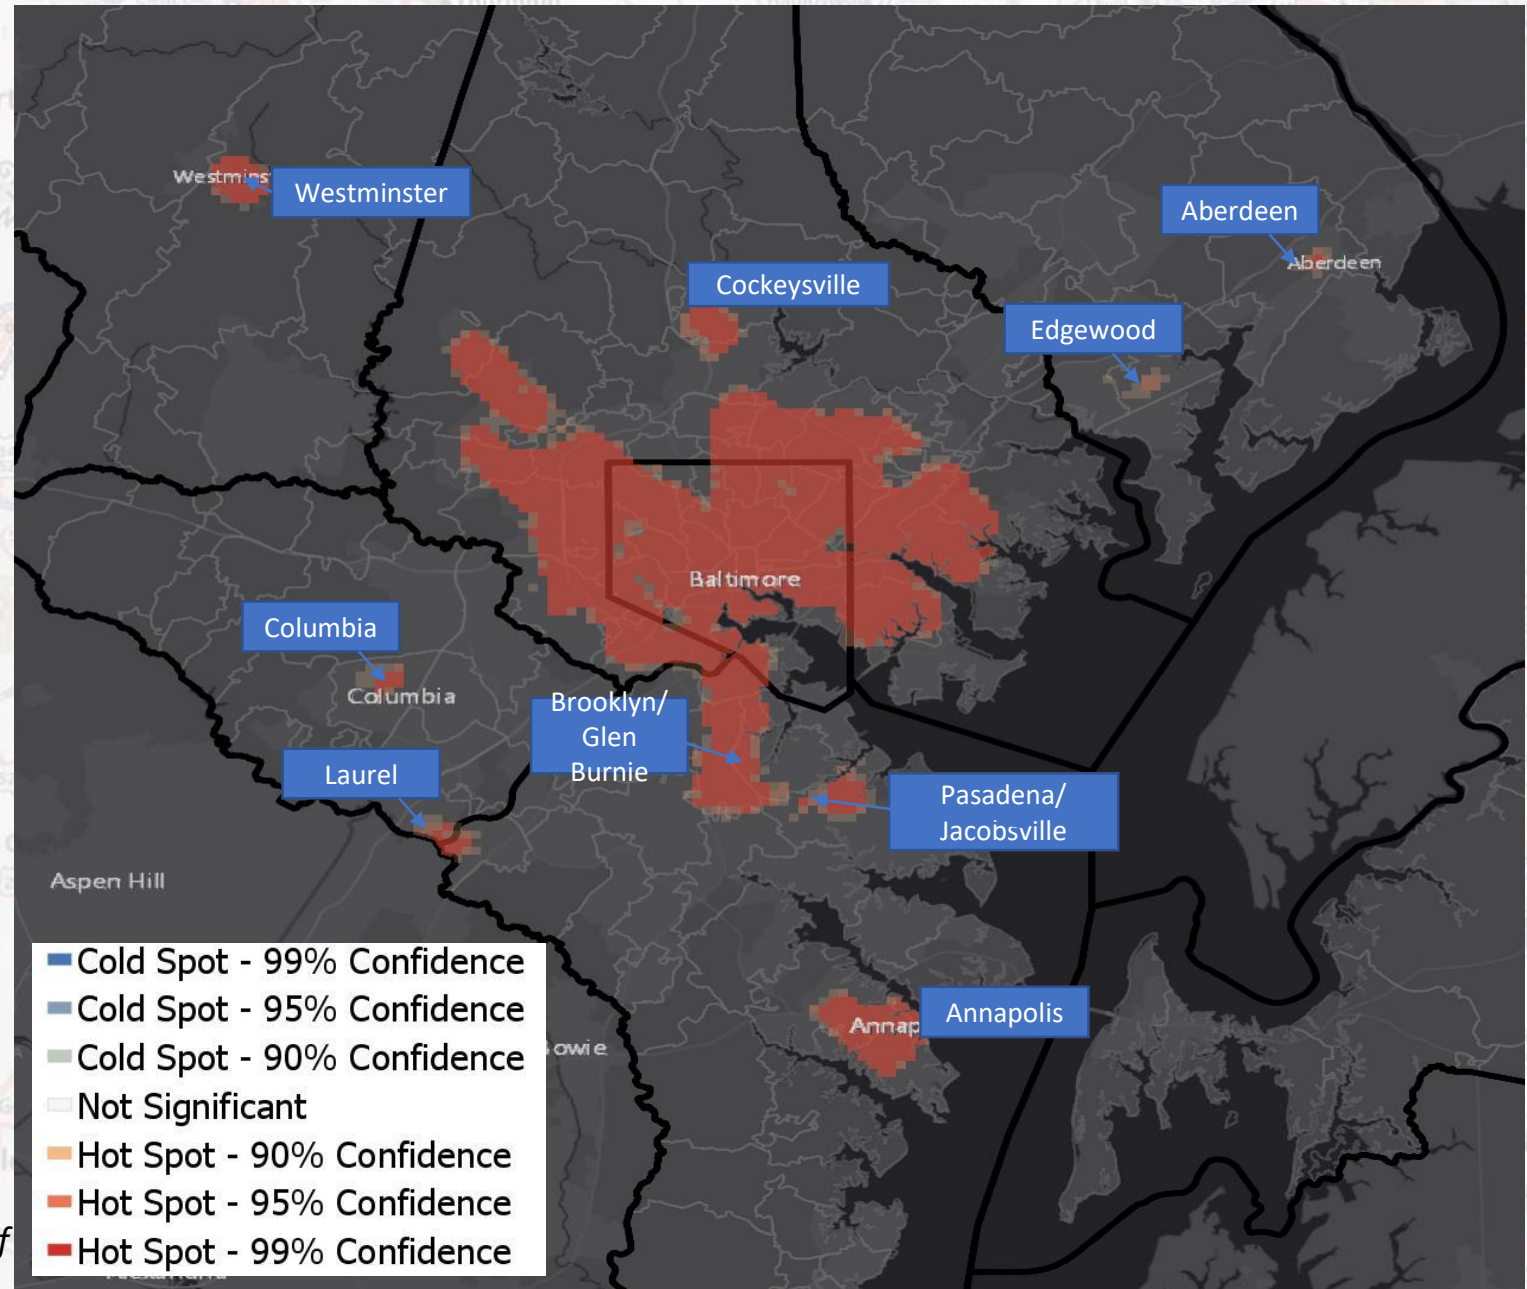 Westmins
Westminster
Aberdeen
Aberdeen
Cockeysville
Edgewood
Baltimore
Columbia
Columbia
Brooklyn/
Glen
Burnie
Laurel
Pasadena/
Jacobsville
Aspen Hill
Annap
Annapolis
owie
Cold Spot - 99% Confidence
Cold Spot - 95% Confidence
Cold Spot - 90% Confidence
Not Significant
Hot Spot - 90% Confidence
Hot Spot - 95% Confidence
Hot Spot - 99% Confidence
f